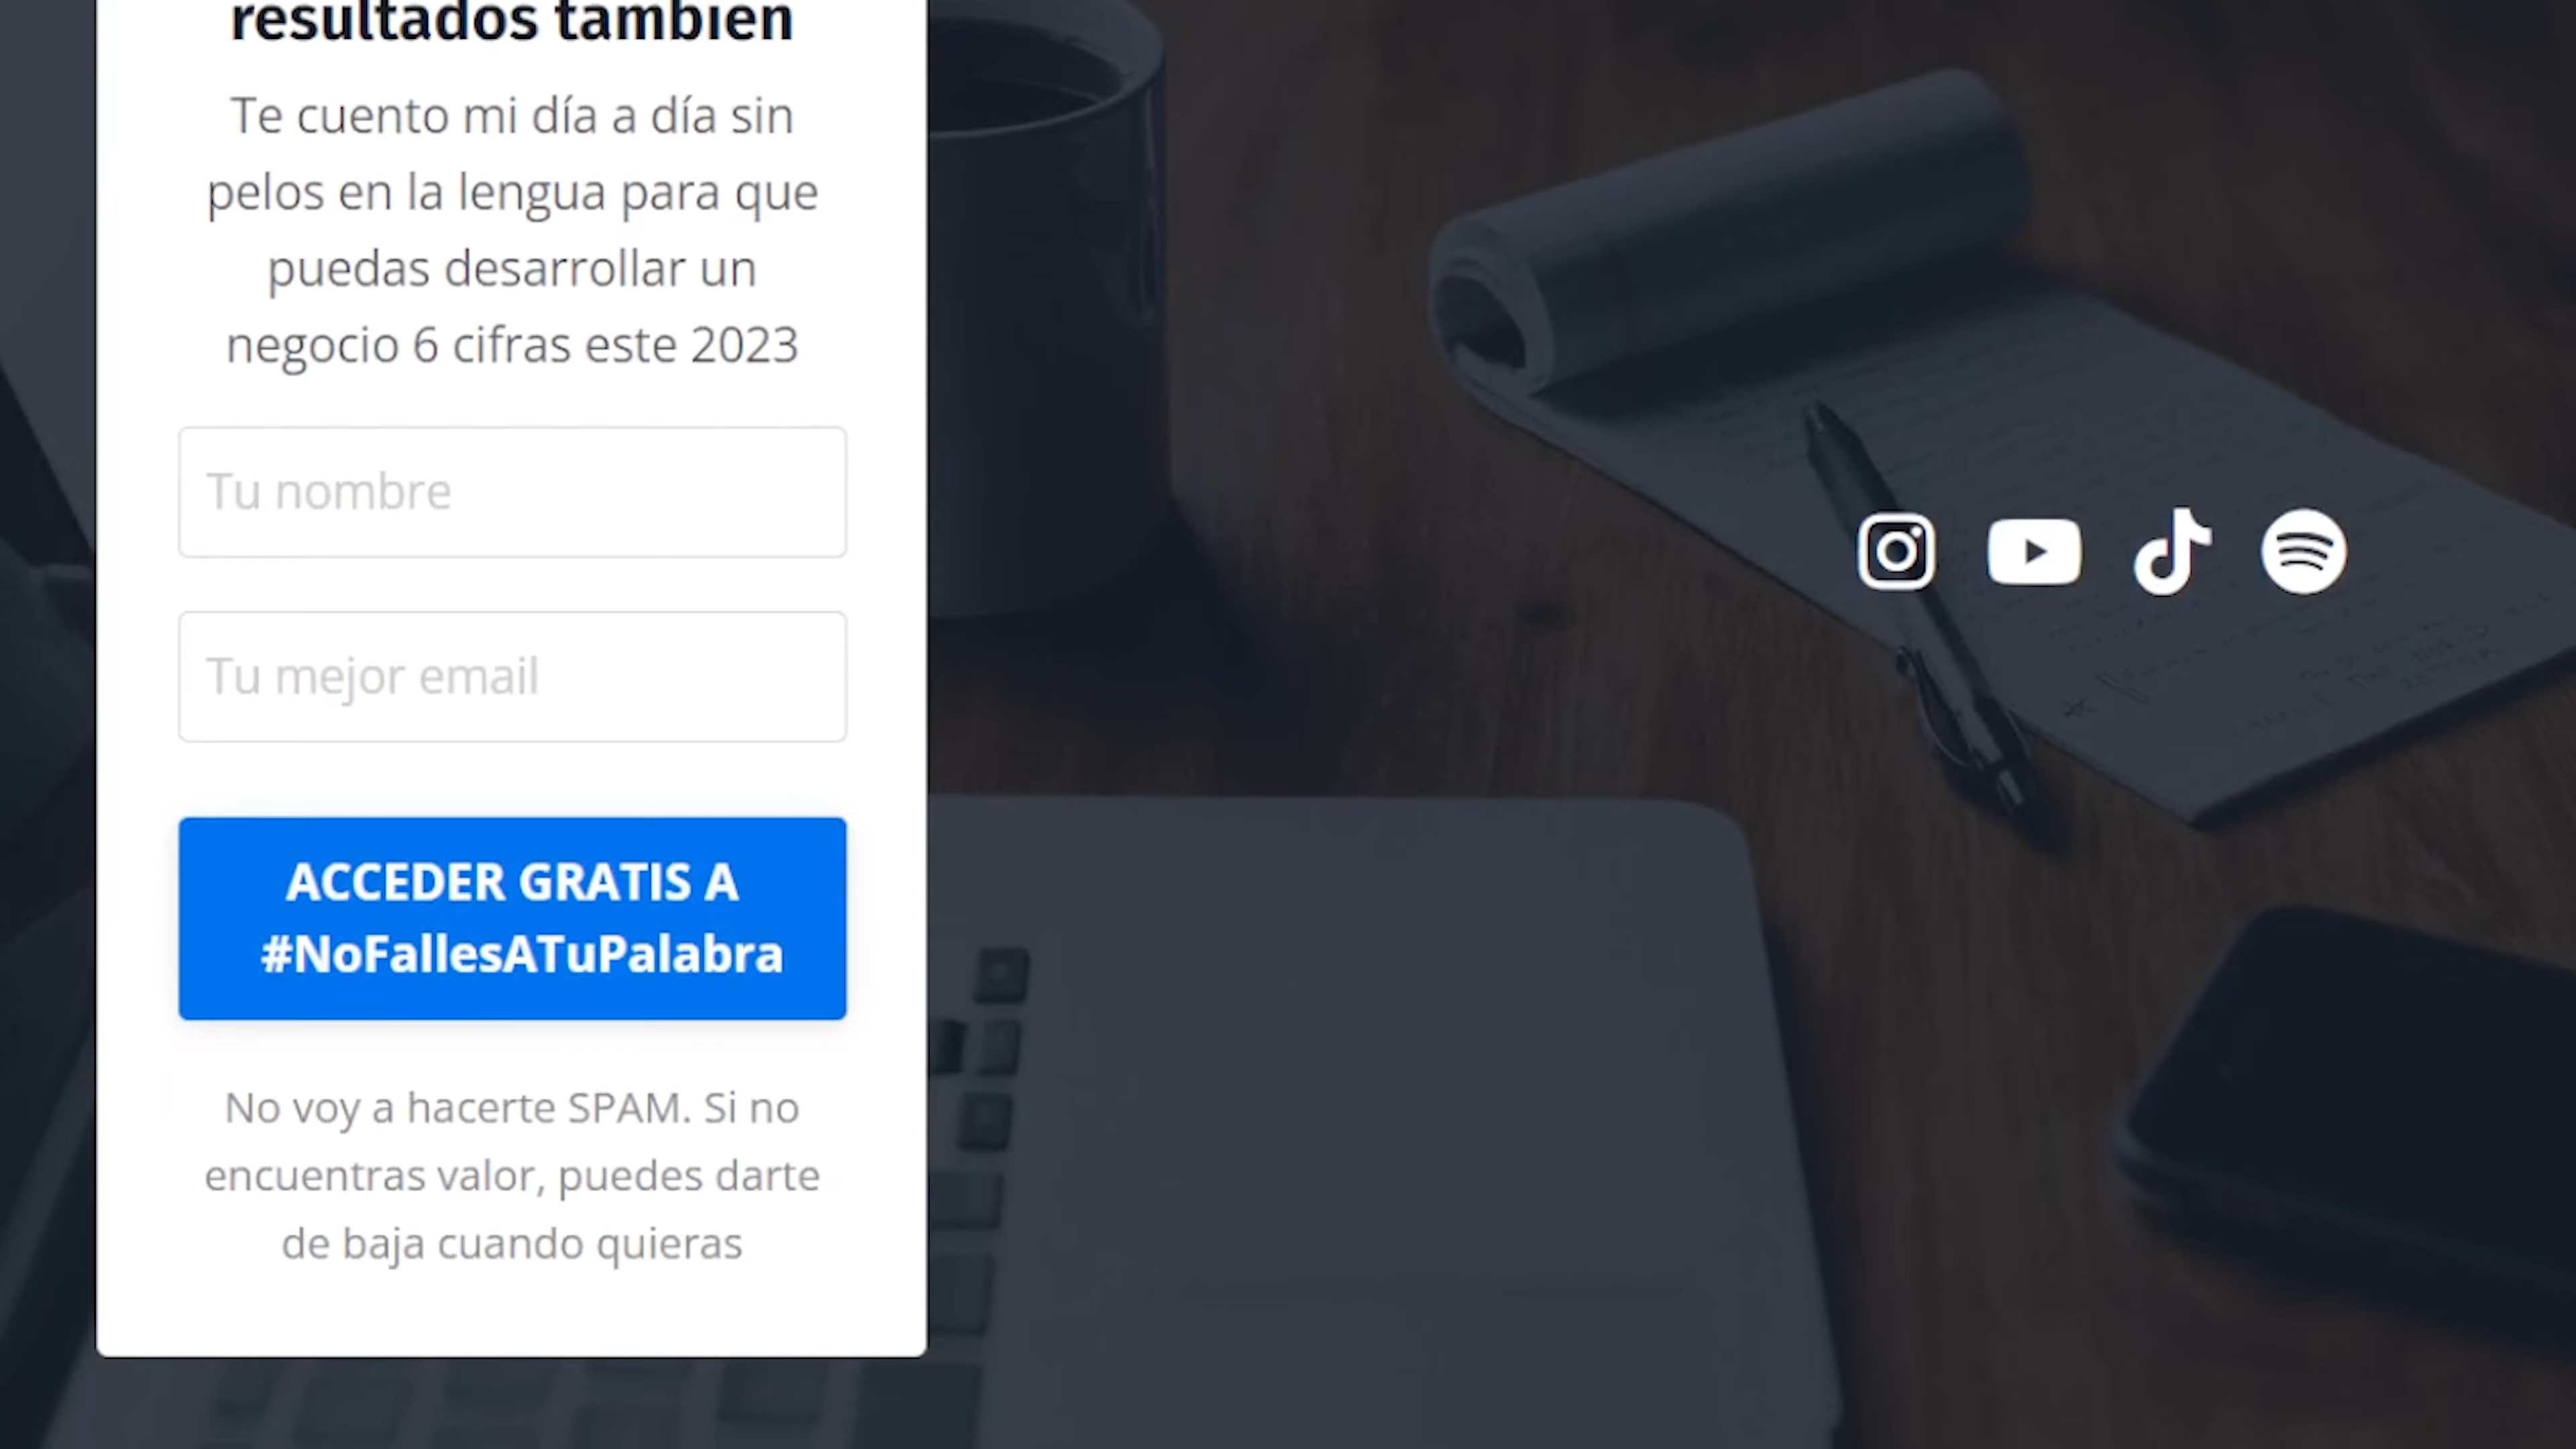 resultados también
Te cuento mi día a día sin
pelos en la lengua para que
puedas desarrollar un
negocio 6 cifras este 2023
Tu nombre
Tu mejor email
ACCEDER GRATIS A
#NoFallesATuPalabra
No voy a hacerte SPAM. Si no
encuentras valor, puedes darte
de baja cuando quieras